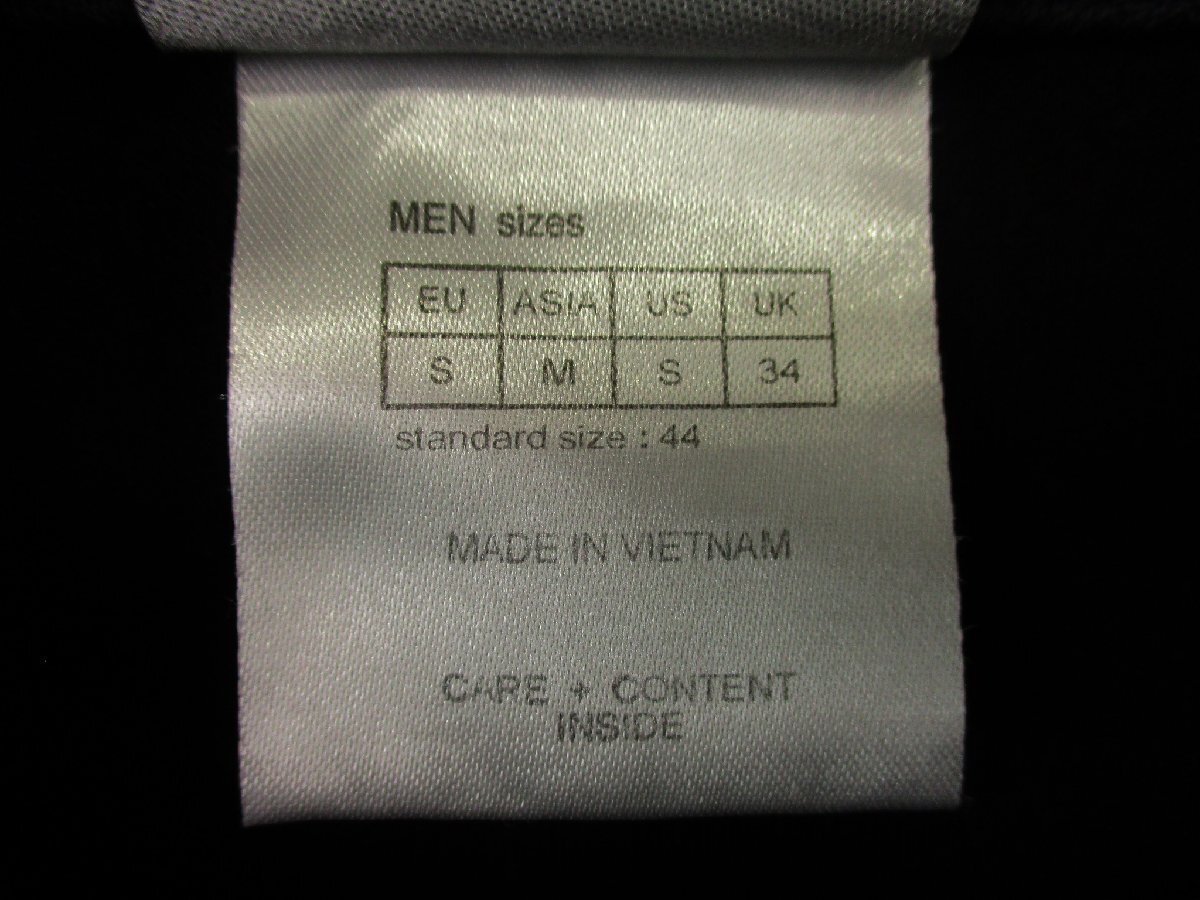 MEN sizes
EU ASIA US UK
S M S 34
standard size : 44
MADE IN VIETNAM
CARE + CONTENT
INSIDE